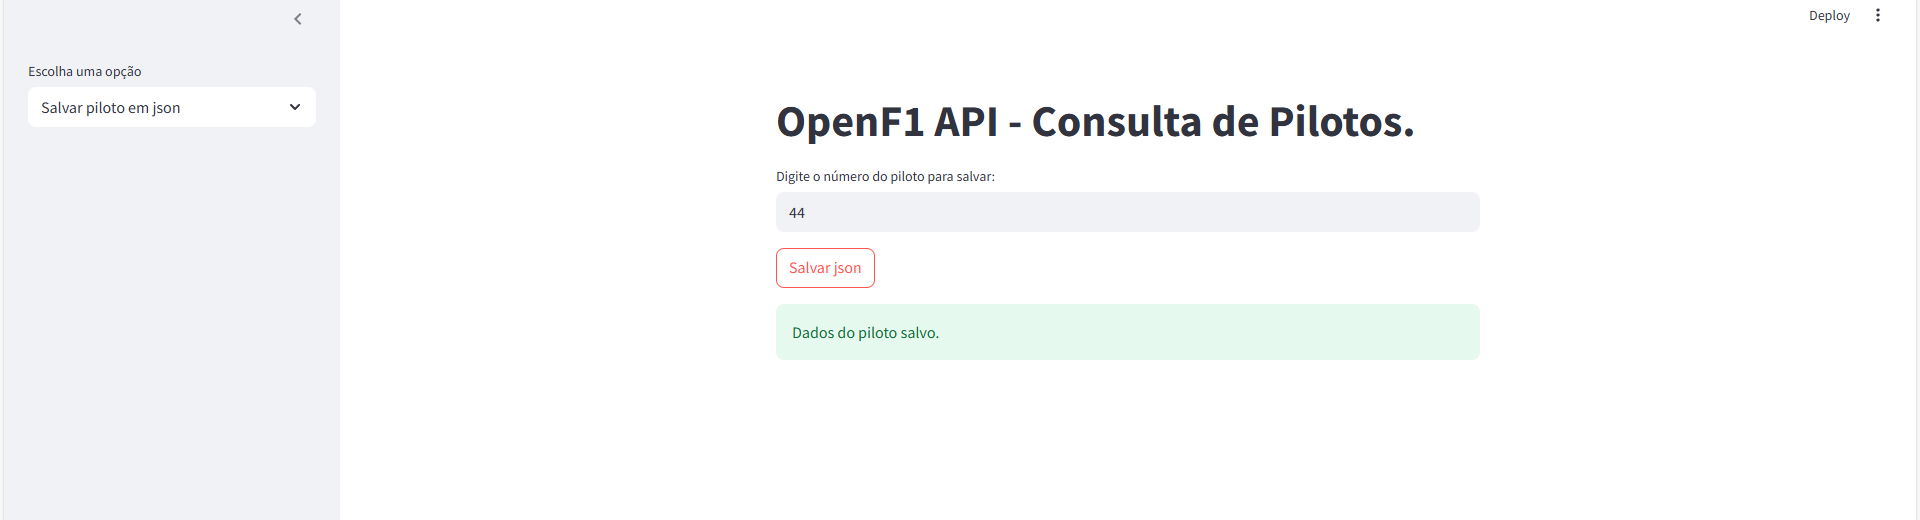 Deploy
Escolha uma opção
Salvar piloto em json
OpenF1 API - Consulta de Pilotos.
Digite o número do piloto para salvar:
44
Salvar json
Dados do piloto salvo.